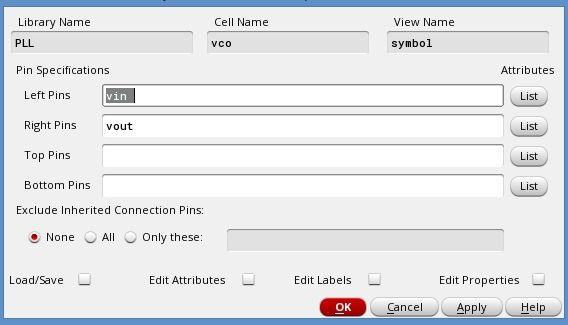 Library Name Cell Name View Name
PLL vco symbol
Pin Specifications Attributes
Left Pins vin List
Right Pins vout List
Top Pins List
Bottom Pins List
Exclude Inherited Connection Pins:
None All Only these:
Load/Save Edit Attributes Edit Labels Edit Properties
OK Cancel Apply Help